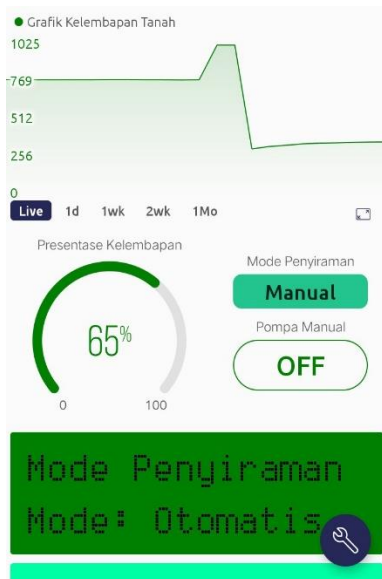 Grafik Kelembapan Tanah
1025
769
512
256
0
Live 1d 1wk 2wk 1Mo
Presentase Kelembapan
65%
0 100
Mode Penyiraman
Manual
Pompa Manual
OFF
Mode Penyiraman
Mode: Otomatis